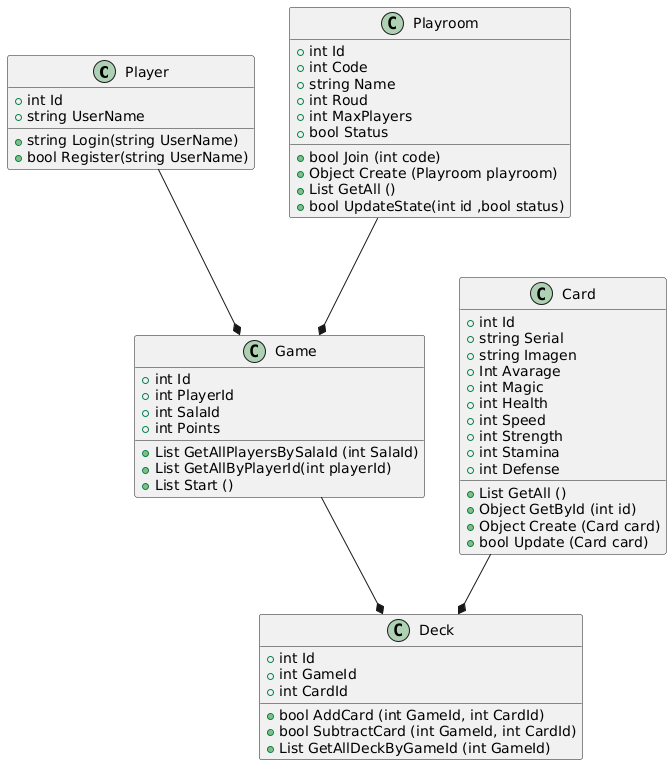 C Player
int Id
string UserName
string Login(string UserName)
bool Register(string UserName)
C Playroom
int Id
int Code
string Name
int Roud
int MaxPlayers
bool Status
bool Join (int code)
Object Create (Playroom playroom)
List GetAll ()
bool UpdateState(int id ,bool status)
C Game
int Id
int PlayerId
int SalaId
int Points
List GetAllPlayersBySalaId (int SalaId)
List GetAllByPlayerId(int playerId)
List Start ()
C Card
int Id
string Serial
string Imagen
Int Avarage
int Magic
int Health
int Speed
int Strength
int Stamina
int Defense
List GetAll ()
Object GetById (int id)
Object Create (Card card)
bool Update (Card card)
C Deck
int Id
int GameId
int CardId
bool AddCard (int GameId, int CardId)
bool SubtractCard (int GameId, int CardId)
List GetAllDeckByGameId (int GameId)